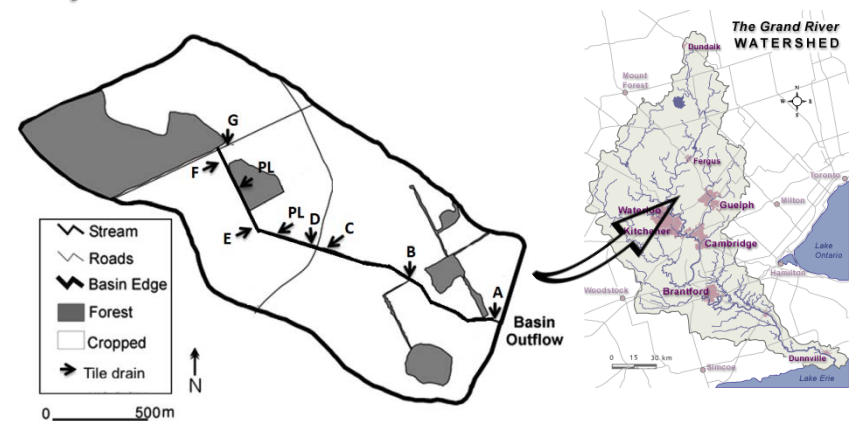 G
F
PL
E
PL
D
C
B
A
Basin
Outflow
Stream
Roads
Basin Edge
Forest
Cropped
Tile drain
N
0 500m
The Grand River
WATERSHED
Dundalk
Mount
Forest
N
W E
S
Fergus
Toronto
Guelph
Milton
Waterloo
Kitchener
Cambridge
Lake
Ontario
Hamilton
Woodstock
Brantford
0 15 30 km
Simcoe
Dunnville
Lake Erie